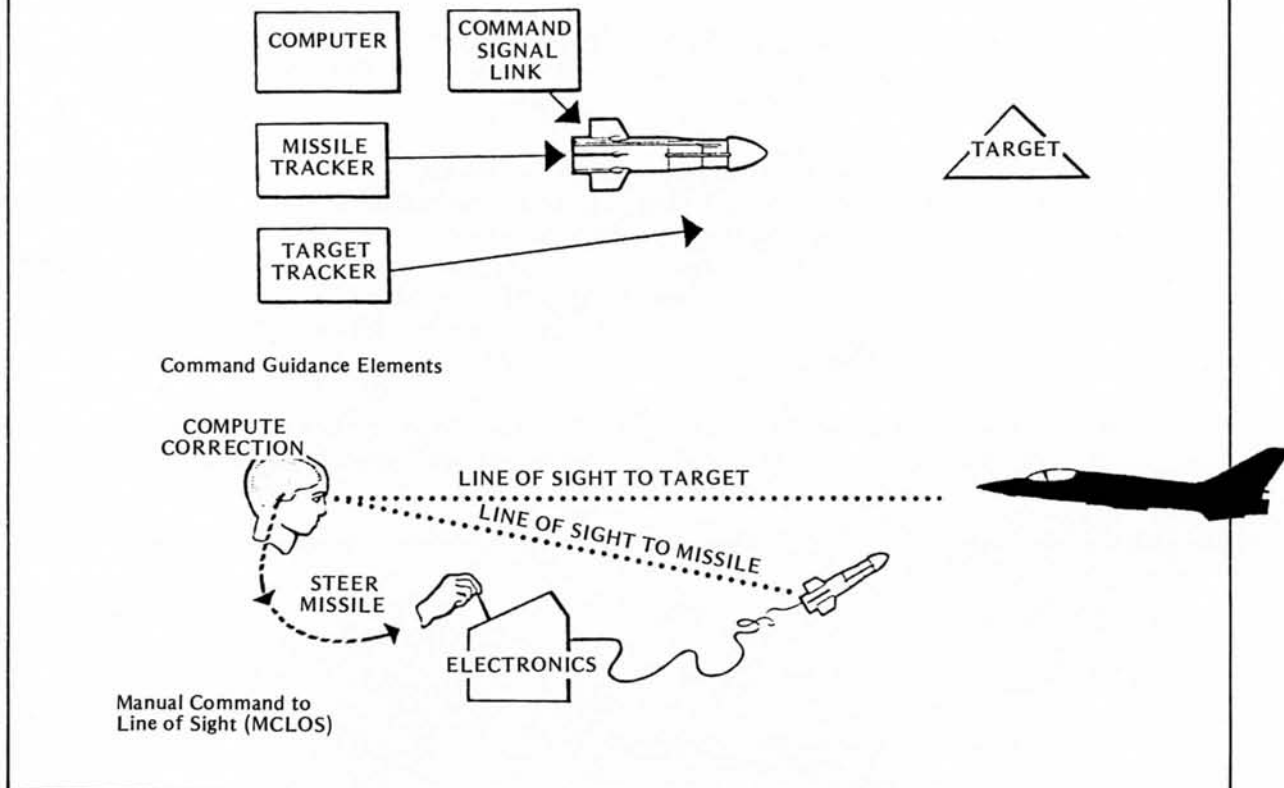 COMPUTER
COMMAND
SIGNAL
LINK
MISSILE
TRACKER
TARGET
TARGET
TRACKER
Command Guidance Elements
COMPUTE
CORRECTION
LINE OF SIGHT TO TARGET
LINE OF SIGHT TO MISSILE
STEER
MISSILE
ELECTRONICS
Manual Command to
Line of Sight (MCLOS)